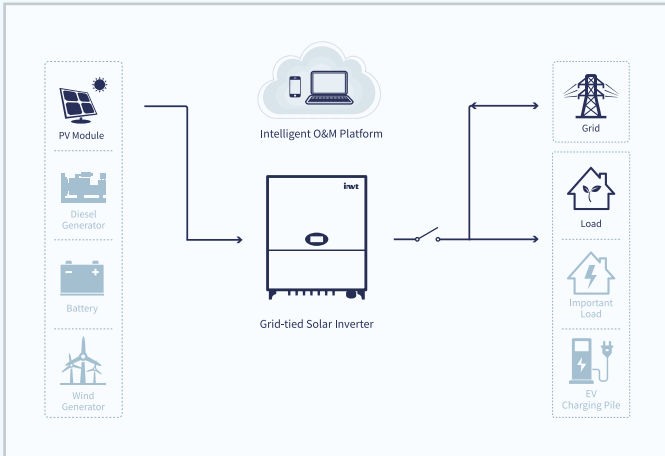 PV Module
Diesel
Generator
Battery
Wind
Generator
Intelligent O&M Platform
invt
Grid-tied Solar Inverter
Grid
Load
Important
Load
EV
Charging Pile